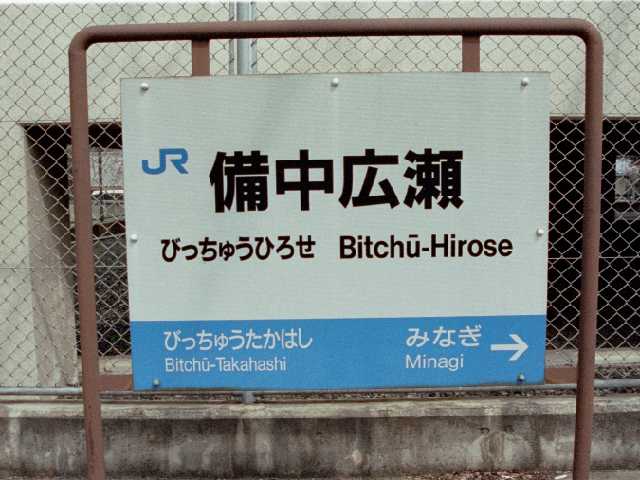 JR 備中広瀬
びっちゅうひろせ Bitchū-Hirose
びっちゅうたかはし みなぎ →
Bitchū-Takahashi Minagi